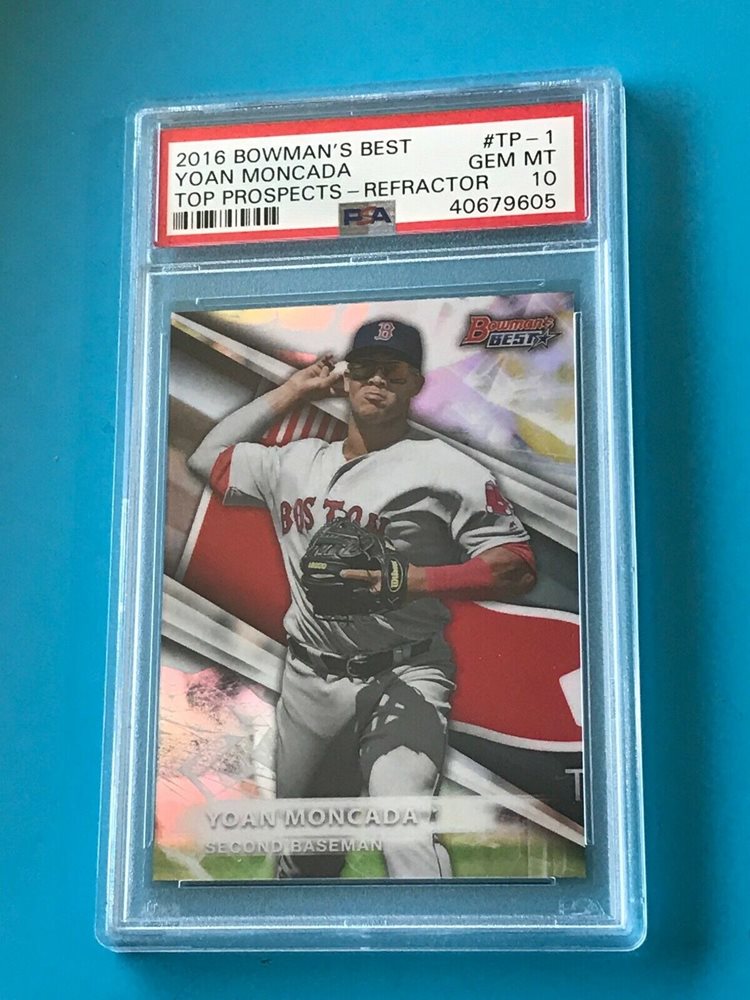 2016 BOWMAN'S BEST #TP-1
YOAN MONCADA GEM MT
TOP PROSPECTS-REFRACTOR 10
PSA 40679605
Bowman's
BEST
B
BOSTON
Wilson
YOAN MONCADA
SECOND BASEMAN
T